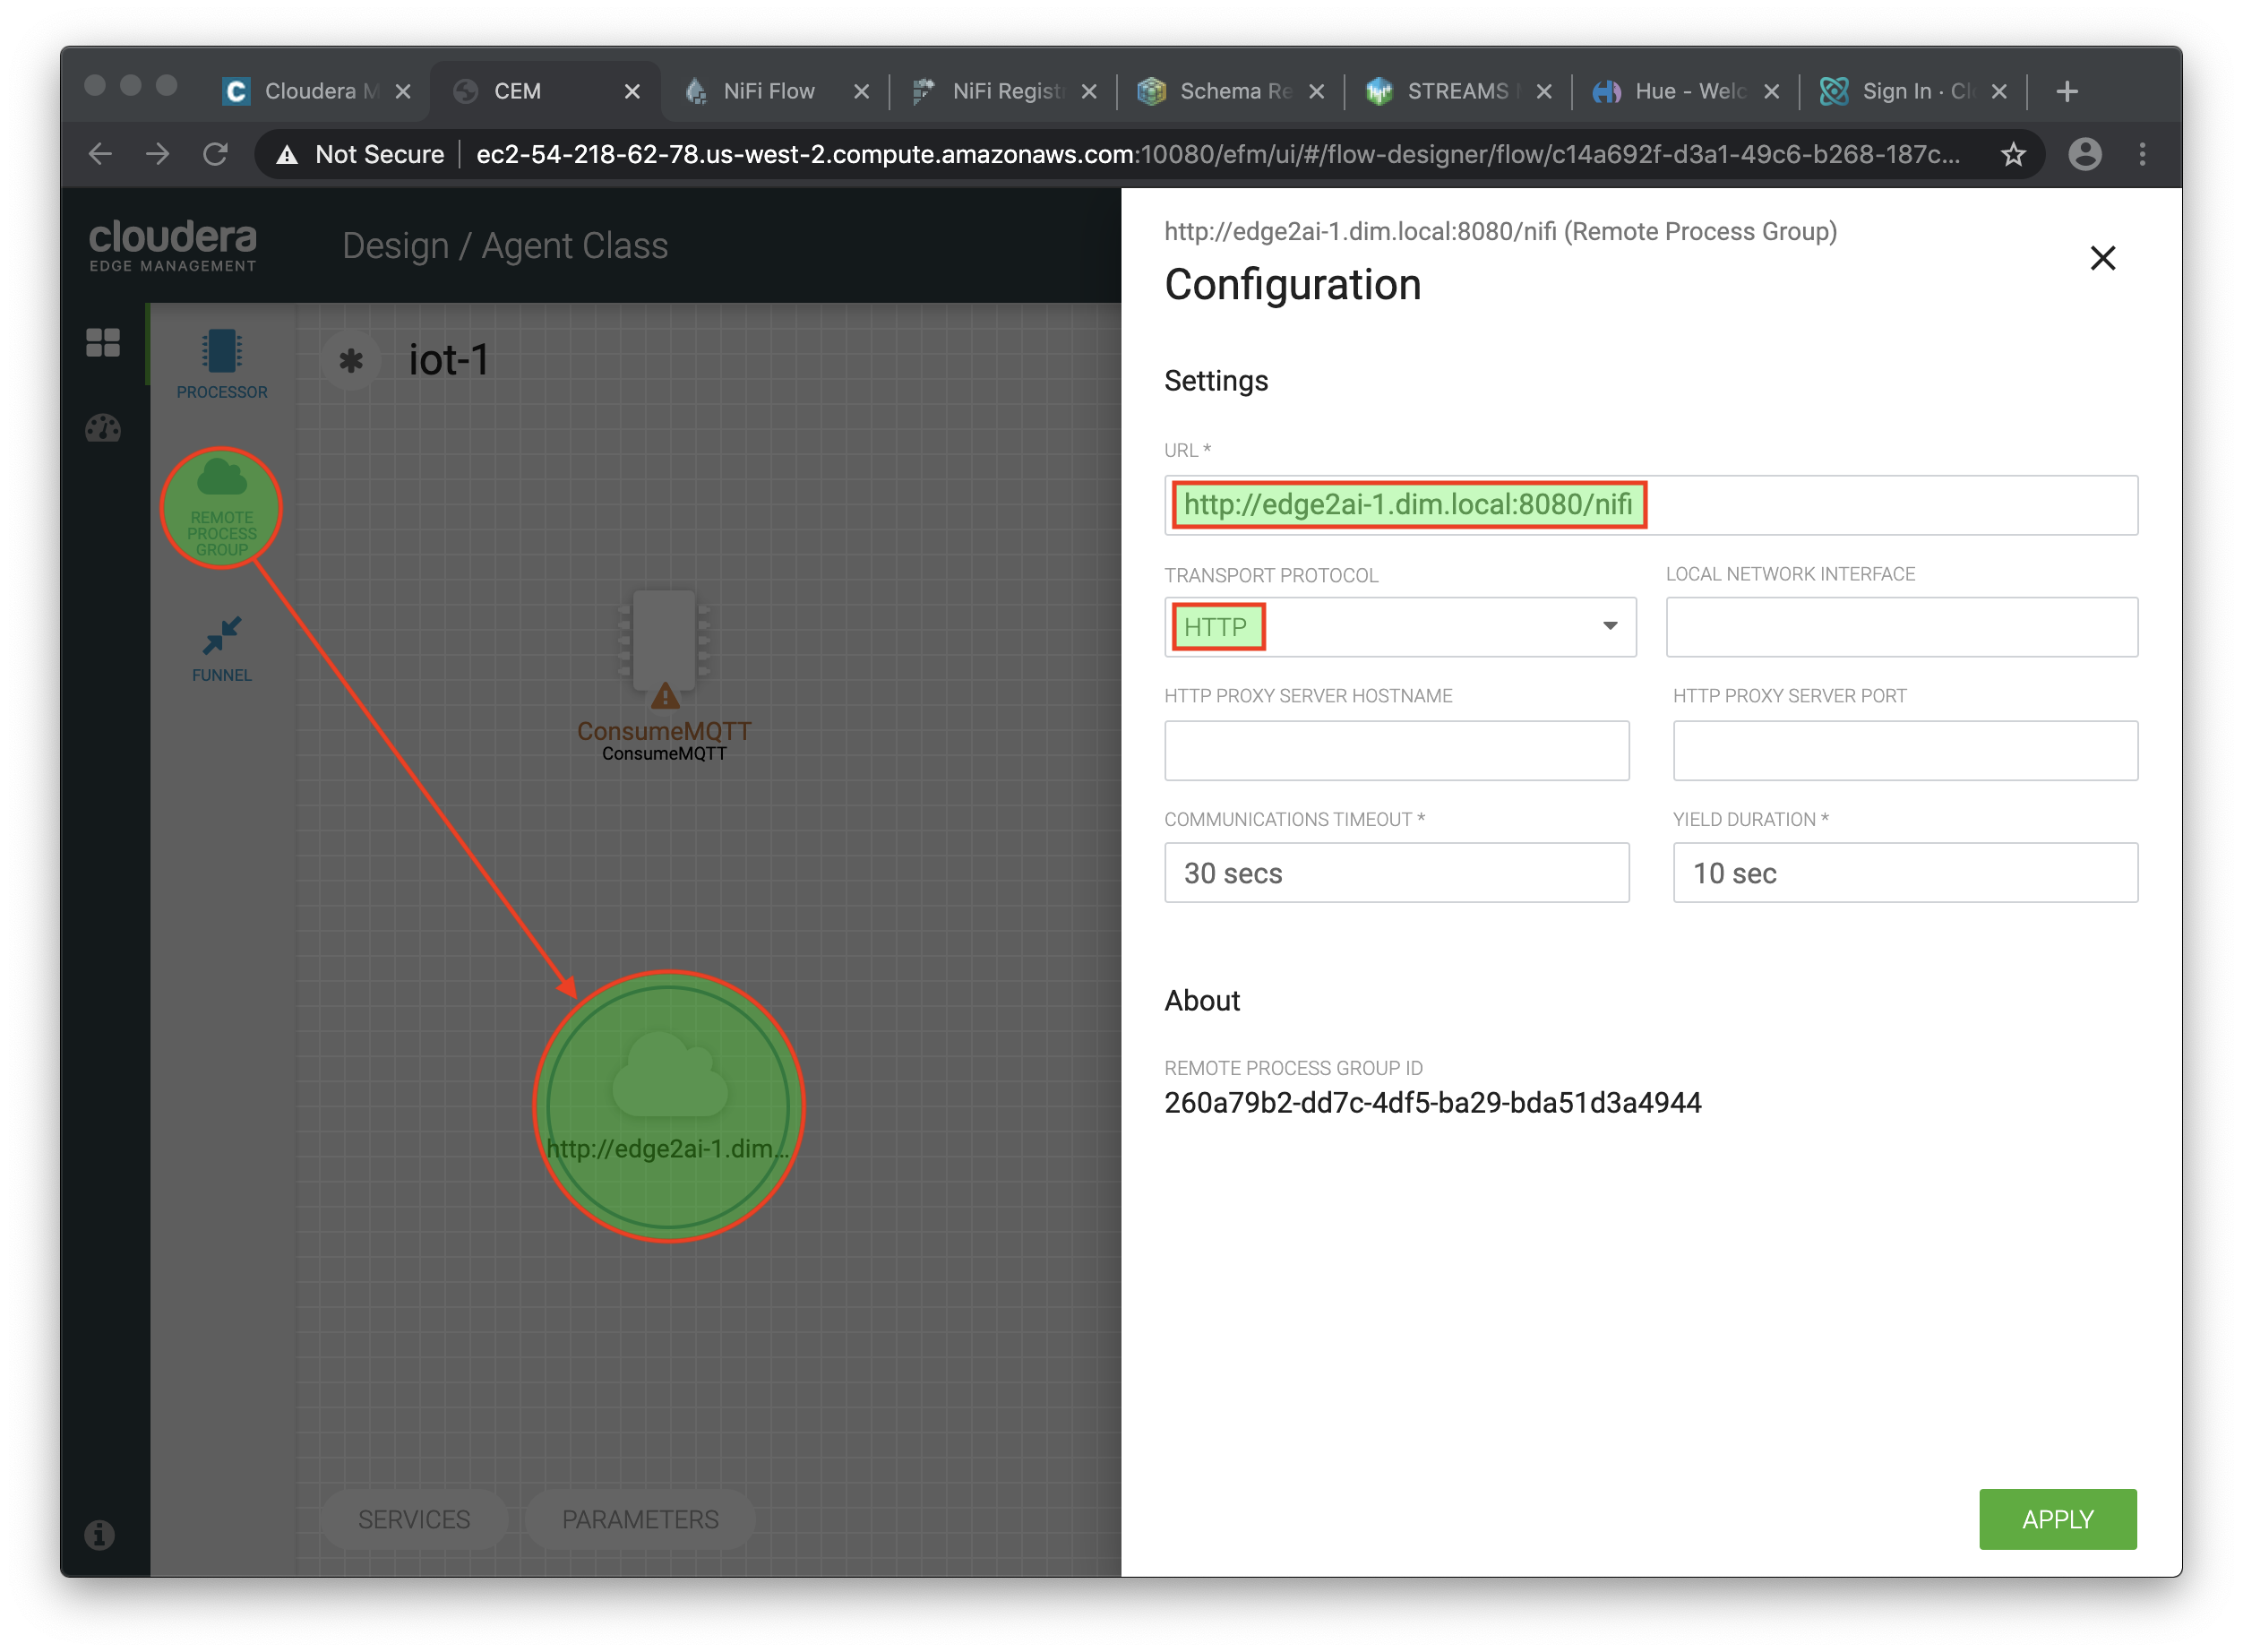 Cloudera M
CEM
NiFi Flow
NiFi Registr
Schema Re
STREAMS
Hue - Welc
Sign In · Clo
Not Secure
ec2-54-218-62-78.us-west-2.compute.amazonaws.com:10080/efm/ui/#/flow-designer/flow/c14a692f-d3a1-49c6-b268-187c...
cloudera
EDGE MANAGEMENT
Design / Agent Class
PROCESSOR
REMOTE
PROCESS
GROUP
FUNNEL
iot-1
ConsumeMQTT
ConsumeMQTT
http://edge2ai-1.dim...
SERVICES
PARAMETERS
http://edge2ai-1.dim.local:8080/nifi (Remote Process Group)
Configuration
Settings
URL *
http://edge2ai-1.dim.local:8080/nifi
TRANSPORT PROTOCOL
LOCAL NETWORK INTERFACE
HTTP
HTTP PROXY SERVER HOSTNAME
HTTP PROXY SERVER PORT
COMMUNICATIONS TIMEOUT *
YIELD DURATION *
30 secs
10 sec
About
REMOTE PROCESS GROUP ID
260a79b2-dd7c-4df5-ba29-bda51d3a4944
APPLY